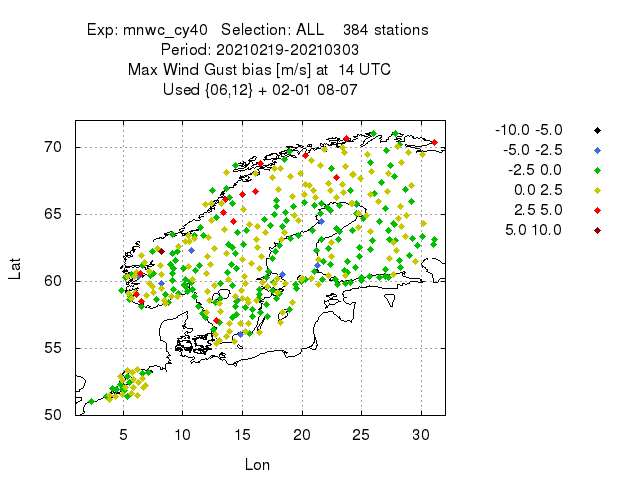 Exp: mnwc_cy40 Selection: ALL 384 stations
Period: 20210219-20210303
Max Wind Gust bias [m/s] at 14 UTC
Used {06,12} + 02-01 08-07
-10.0 -5.0
-5.0 -2.5
-2.5 0.0
0.0 2.5
2.5 5.0
5.0 10.0
70
65
60
55
50
Lat
5 10 15 20 25 30
Lon